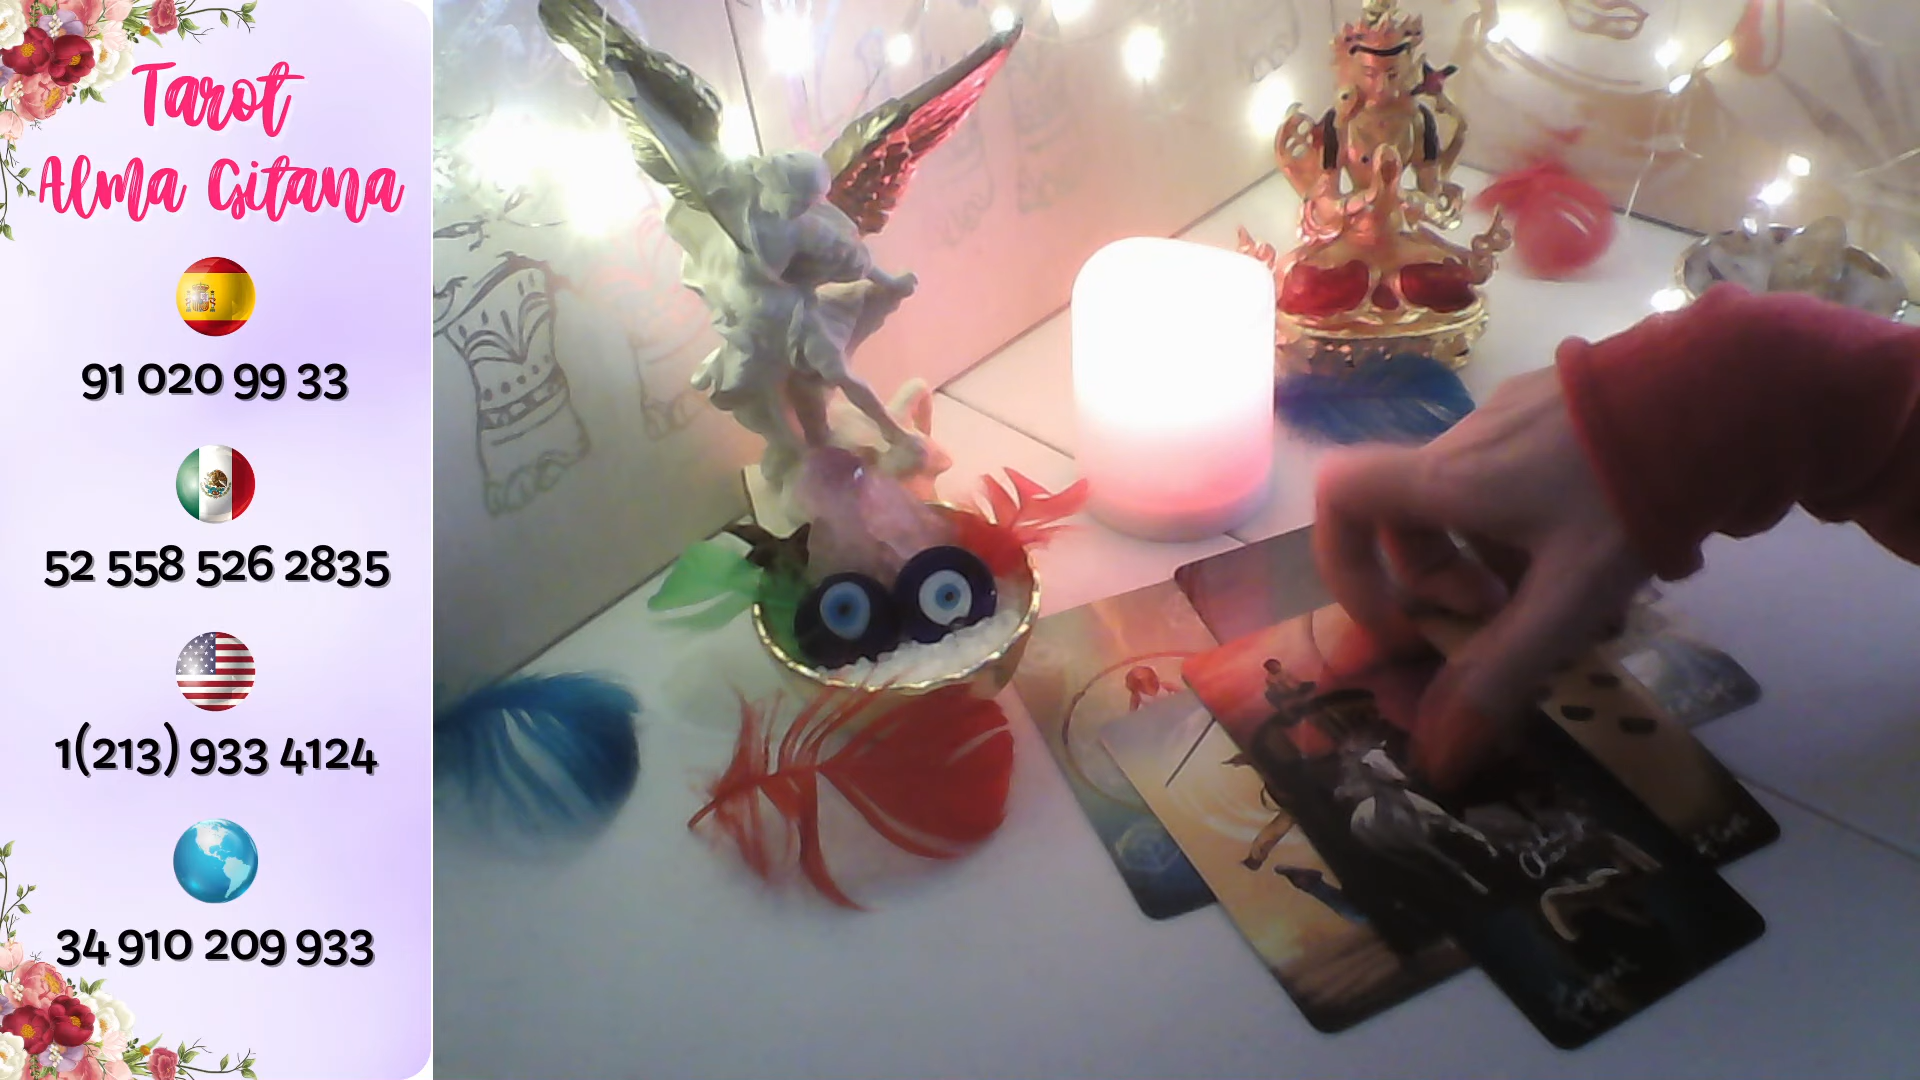 Tarot
Alma Gitana
91 020 99 33
52 558 526 2835
1(213) 933 4124
34 910 209 933